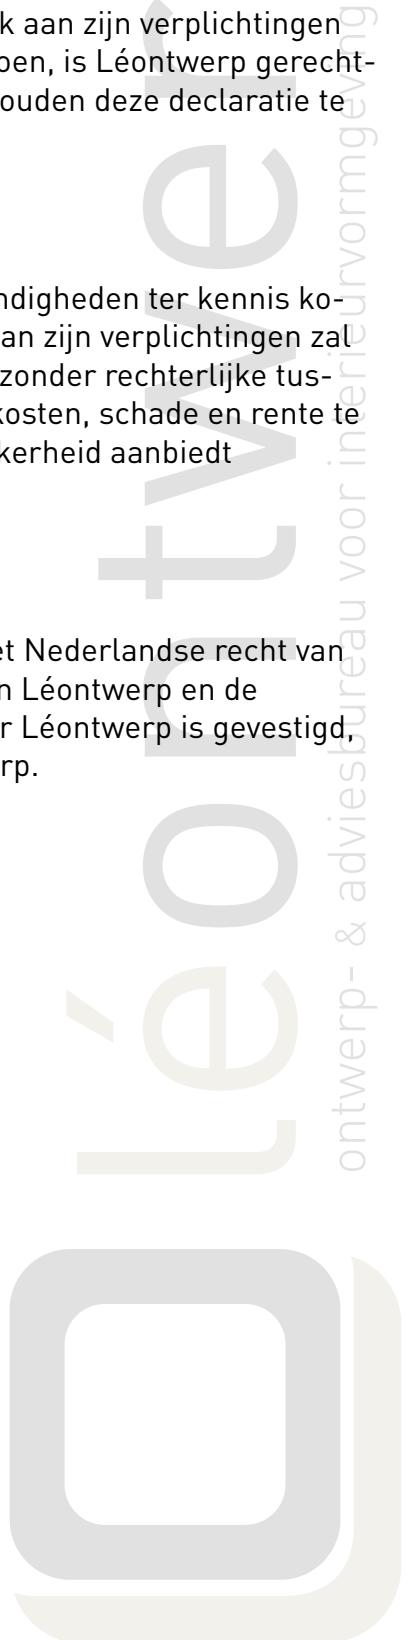 k aan zijn verplichtingen
oen, is Léontwerp gerecht-
ouden deze declaratie te
ndigheden ter kennis ko-
an zijn verplichtingen zal
zonder rechterlijke tus-
kosten, schade en rente te
kerheid aanbiedt
et Nederlandse recht van
n Léontwerp en de
r Léontwerp is gevestigd,
rp.
léontwer
ontwerp- & adviesbureau voor interieurvormgeving